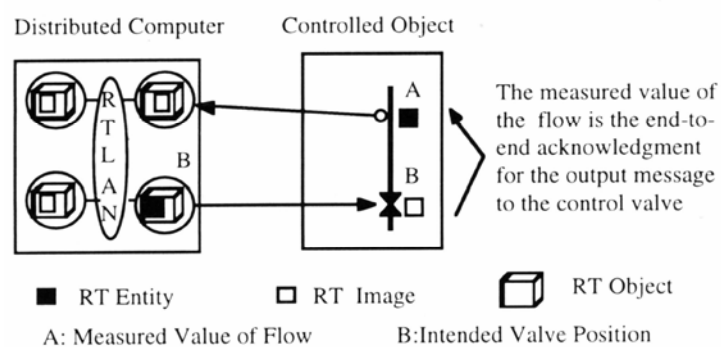 Distributed Computer
Controlled Object
RTLAN
B
A
B
The measured value of
the flow is the end-to-
end acknowledgment
for the output message
to the control valve
RT Entity
RT Image
RT Object
A: Measured Value of Flow
B:Intended Valve Position